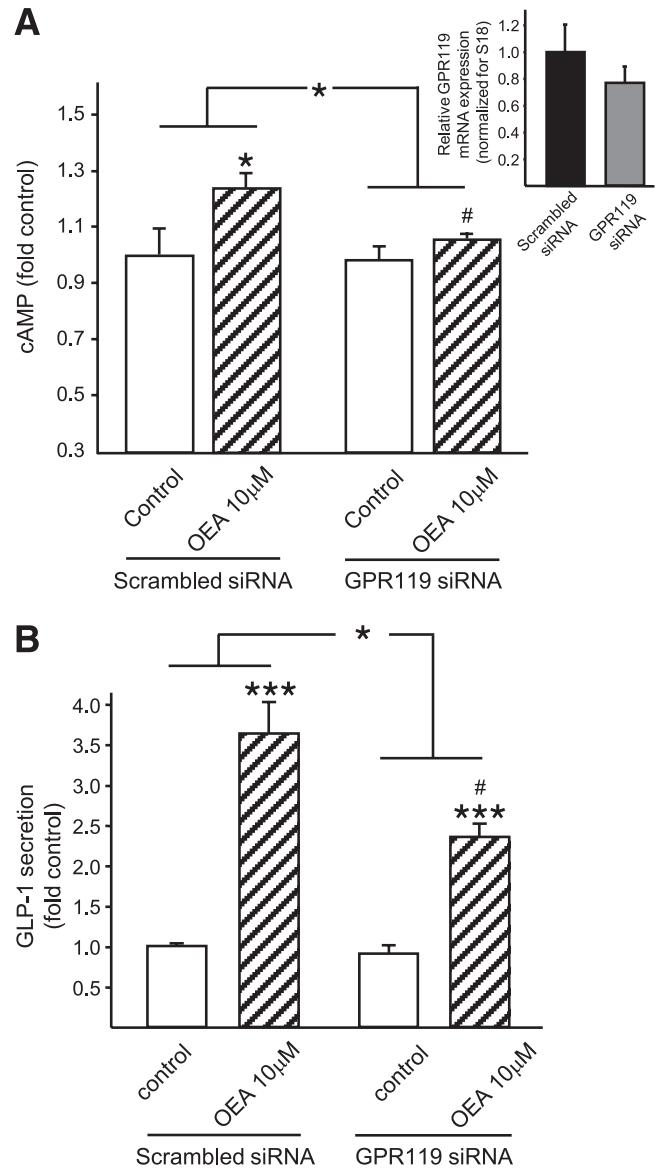 A
Relative GPR119
mRNA expression
(normalized for S18)
1.2
1.0
0.8
0.6
0.4
0.2
Scrambled
siRNA
GPR119
siRNA
cAMP (fold control)
1.5
1.3
1.1
0.9
0.7
0.5
0.3
*
*
#
Control
OEA 10µM
Control
OEA 10µM
Scrambled siRNA
GPR119 siRNA
B
GLP-1 secretion
(fold control)
4.0
3.5
3.0
2.5
2.0
1.5
1.0
0.5
*
***
#
***
control
OEA 10µM
control
OEA 10µM
Scrambled siRNA
GPR119 siRNA